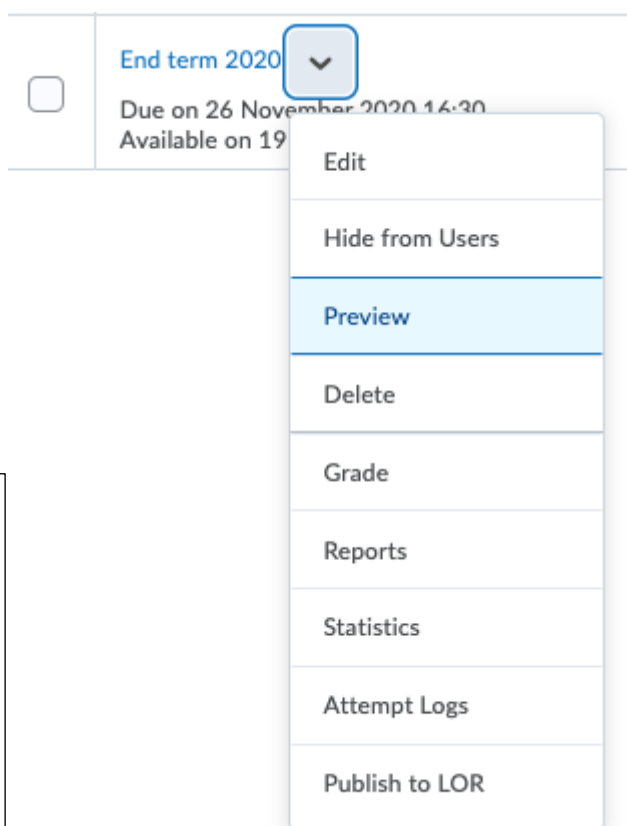 End term 2020
Due on 26 November 2020 16:30
Available on 19
Edit
Hide from Users
Preview
Delete
Grade
Reports
Statistics
Attempt Logs
Publish to LOR